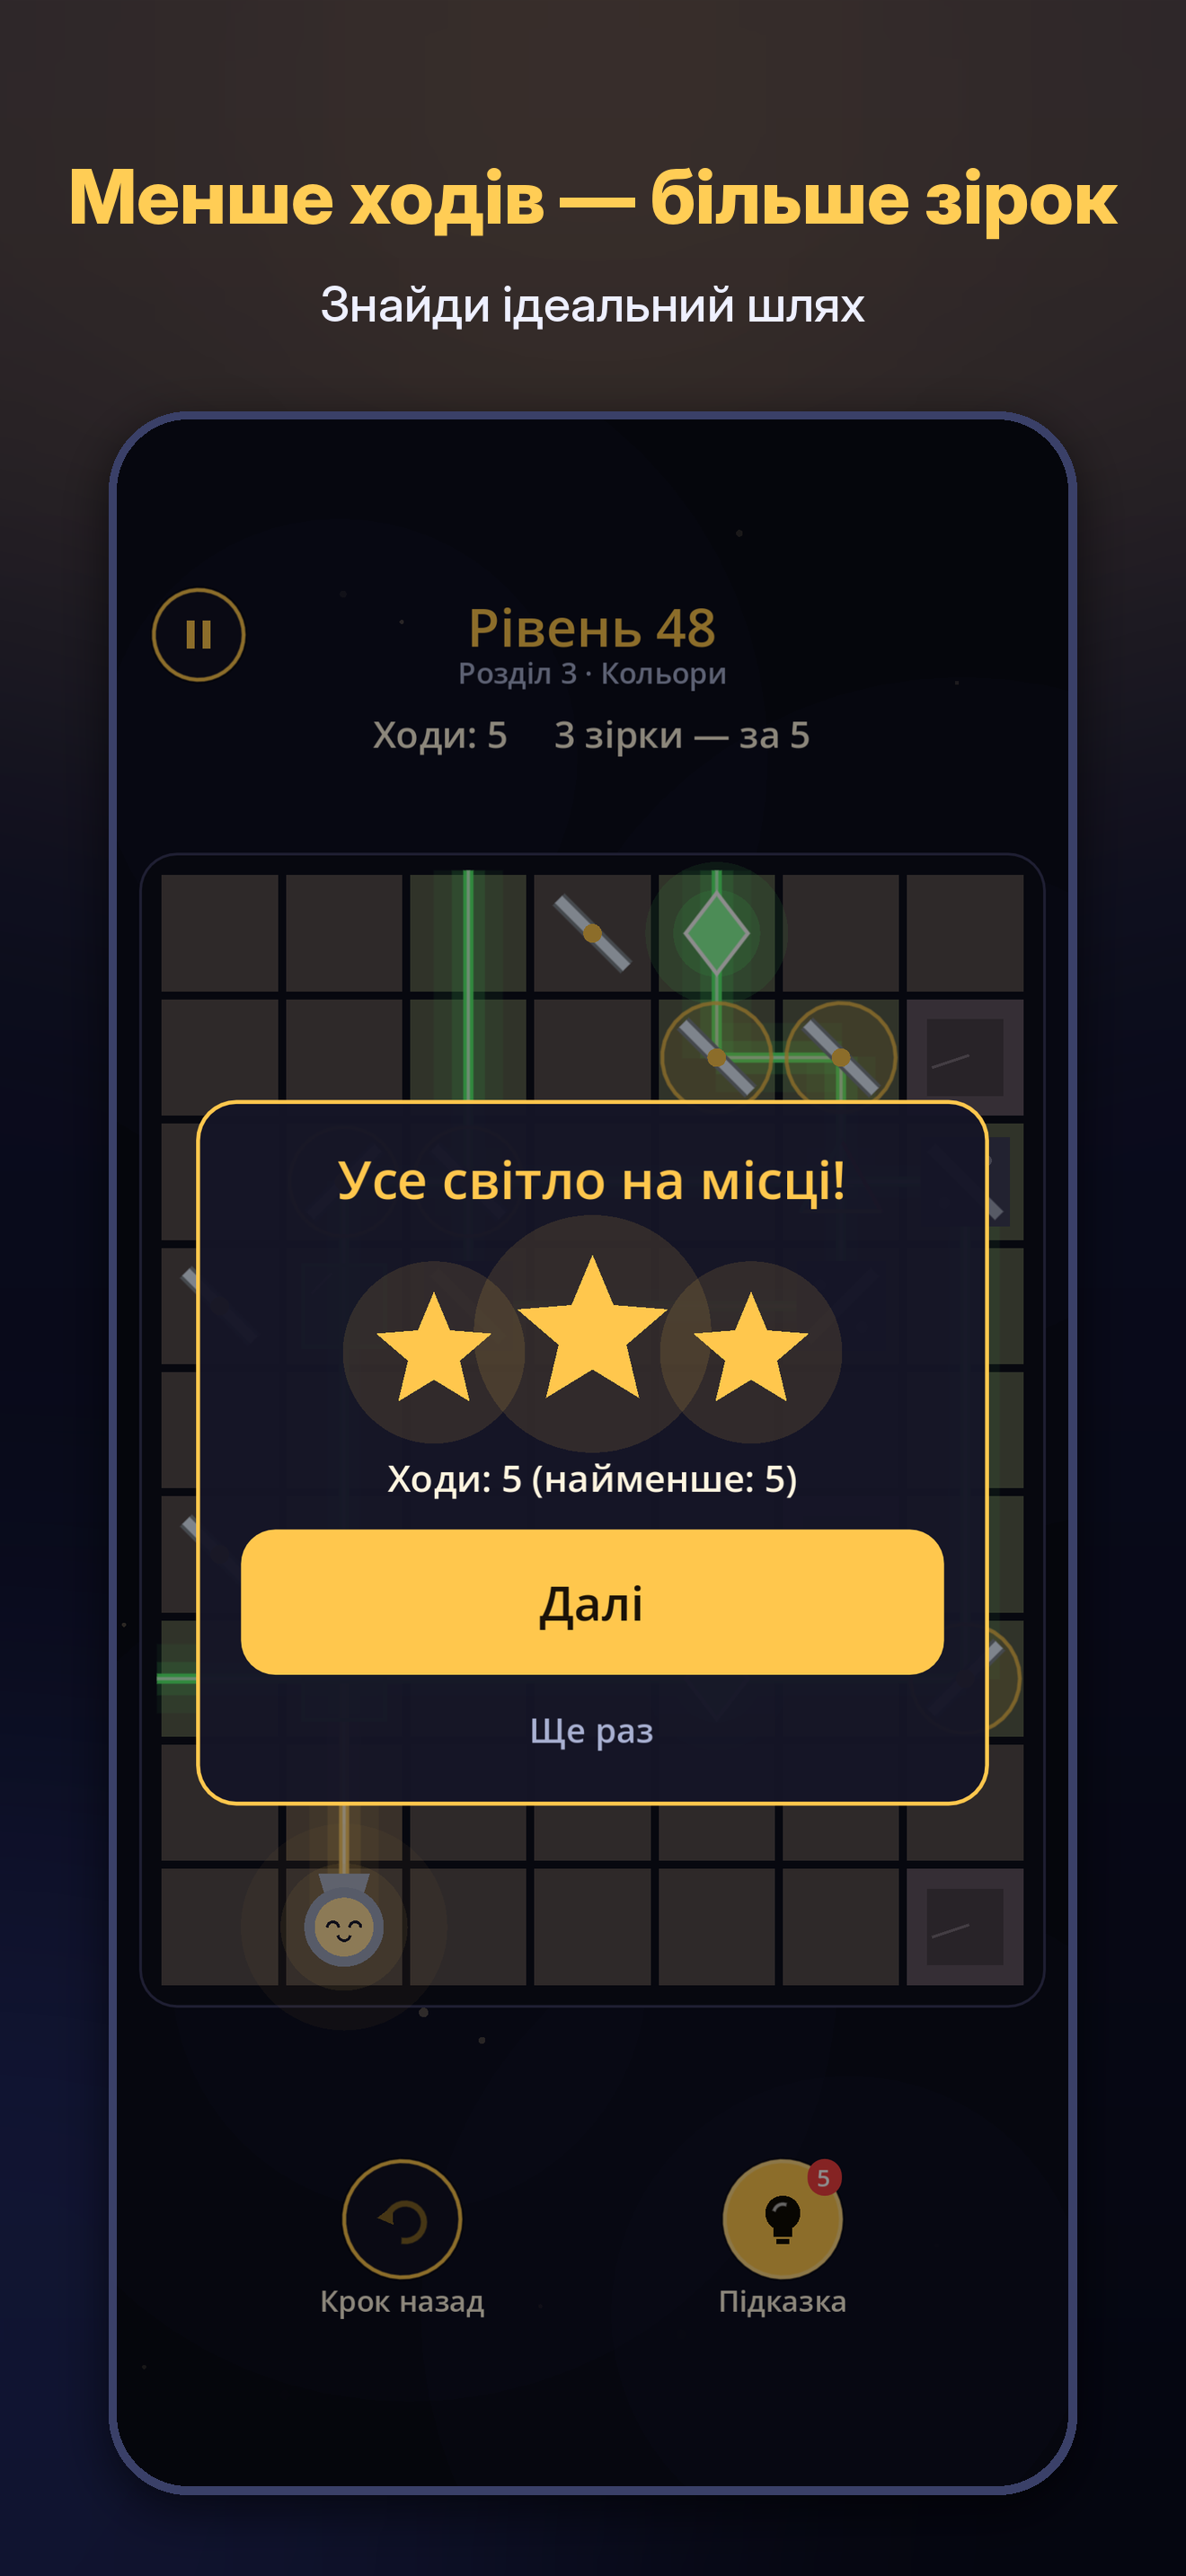 Менше ходів — більше зірок
Знайди ідеальний шлях
Рівень 48
Розділ 3 · Кольори
Ходи: 5 3 зірки — за 5
Усе світло на місці!
Ходи: 5 (найменше: 5)
Далі
Ще раз
5
Крок назад
Підказка